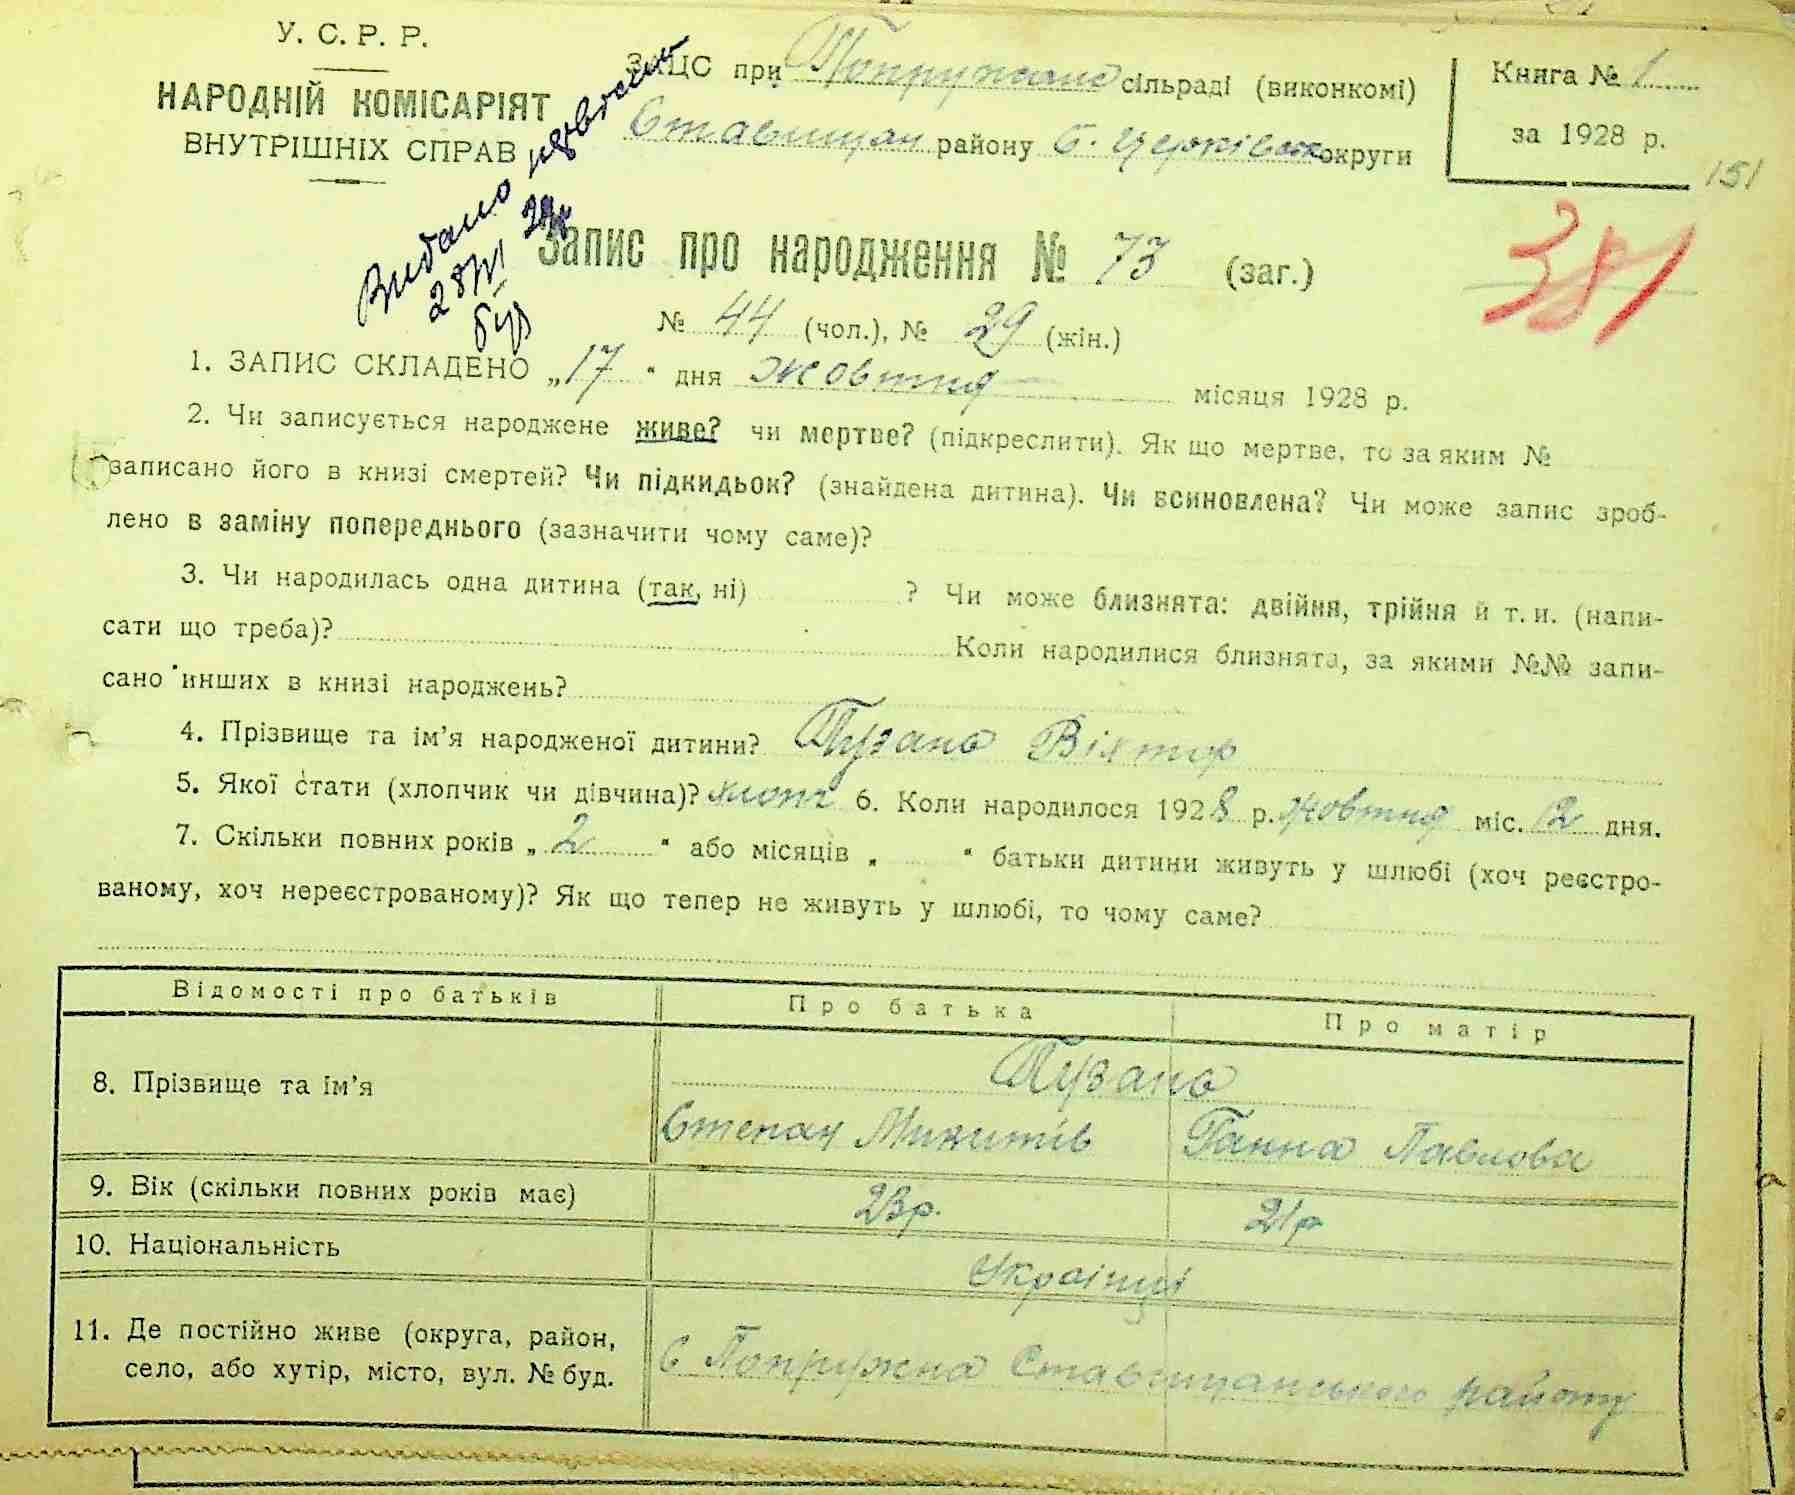 У. С. Р. Р.
НАРОДНІЙ КОМІСАРІЯТ
ВНУТРІШНІХ СПРАВ
ЗАЦС при Попружано сільраді (виконкомі)
Ставищан району Б. Церківськ округи
Книга № 1
за 1928 р.
151
Видано
28/VI
Запис про народження № 73 (заг.)
381
№ 44 (чол.), № 29 (жін.)
1. ЗАПИС СКЛАДЕНО „17“ дня жовтня місяця 1928 р.
2. Чи записується народжене живе? чи мертве? (підкреслити). Як що мертве, то за яким №
записано його в книзі смертей? Чи підкидьок? (знайдена дитина). Чи всиновлена? Чи може запис зроб-
лено в заміну попереднього (зазначити чому саме)?
3. Чи народилась одна дитина (так, ні) ? Чи може близнята: двійня, трійня й т. и. (напи-
сати що треба)? Коли народилися близнята, за якими №№ запи-
сано инших в книзі народжень?
4. Прізвище та ім’я народженої дитини? Пузано Віктор
5. Якої стати (хлопчик чи дівчина)? хлопч 6. Коли народилося 1928 р. жовтня міс. 12 дня.
7. Скільки повних років „ 2 “ або місяців „ “ батьки дитини живуть у шлюбі (хоч реєстро-
ваному, хоч нереєстрованому)? Як що тепер не живуть у шлюбі, то чому саме?
Відомості про батьків Про батька Про матір
8. Прізвище та ім’я Пузано
Степан Микитів Ганна Павлова
9. Вік (скільки повних років має) 23р. 21р
10. Національність Українці
11. Де постійно живе (округа, район,
село, або хутір, місто, вул. № буд.
с Попружна Ставищанського району